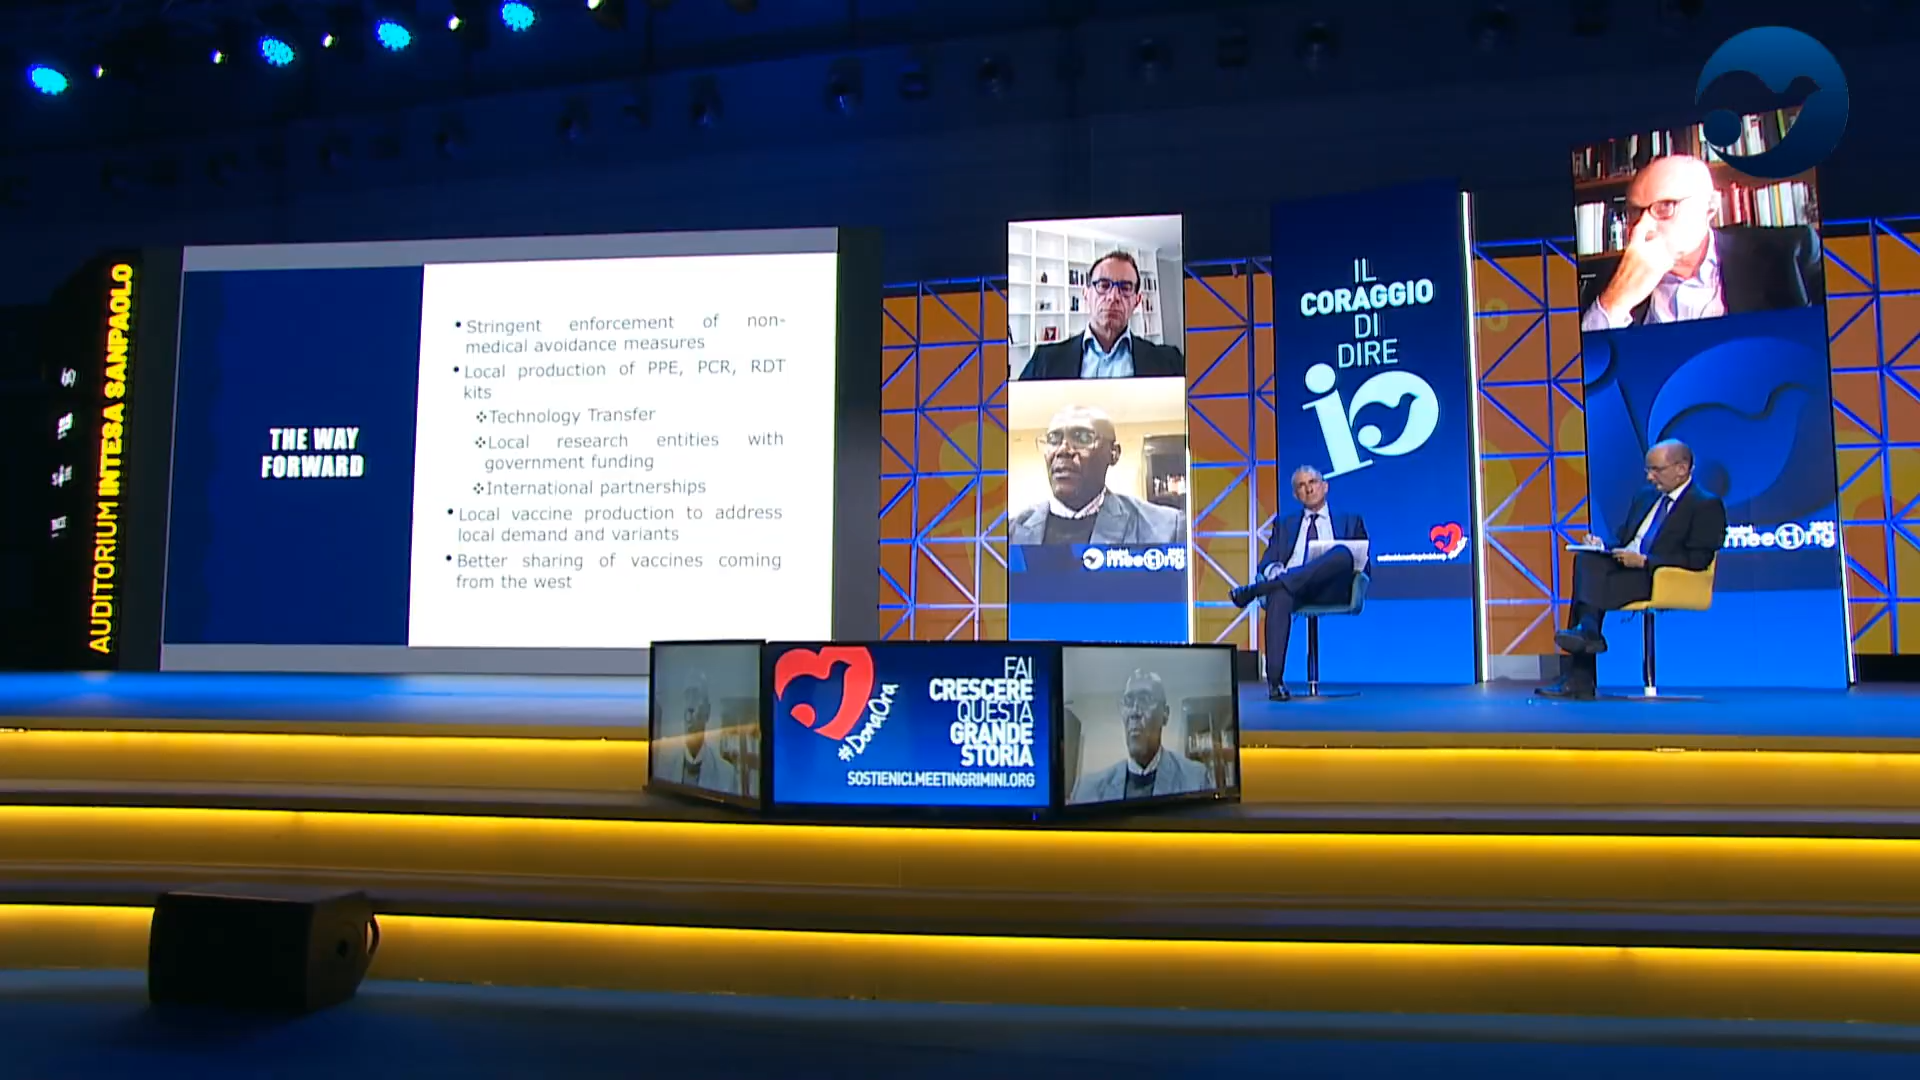 AUDITORIUM INTESA SANPAOLO
THE WAY
FORWARD
• Stringent enforcement of non-
medical avoidance measures
• Local production of PPE, PCR, RDT
kits
❖Technology Transfer
❖Local research entities with
government funding
❖International partnerships
• Local vaccine production to address
local demand and variants
• Better sharing of vaccines coming
from the west
meeting
IL
CORAGGIO
DI
DIRE
io
meeting
#DonaOra
FAI
CRESCERE
QUESTA
GRANDE
STORIA
SOSTIENICI.MEETINGRIMINI.ORG